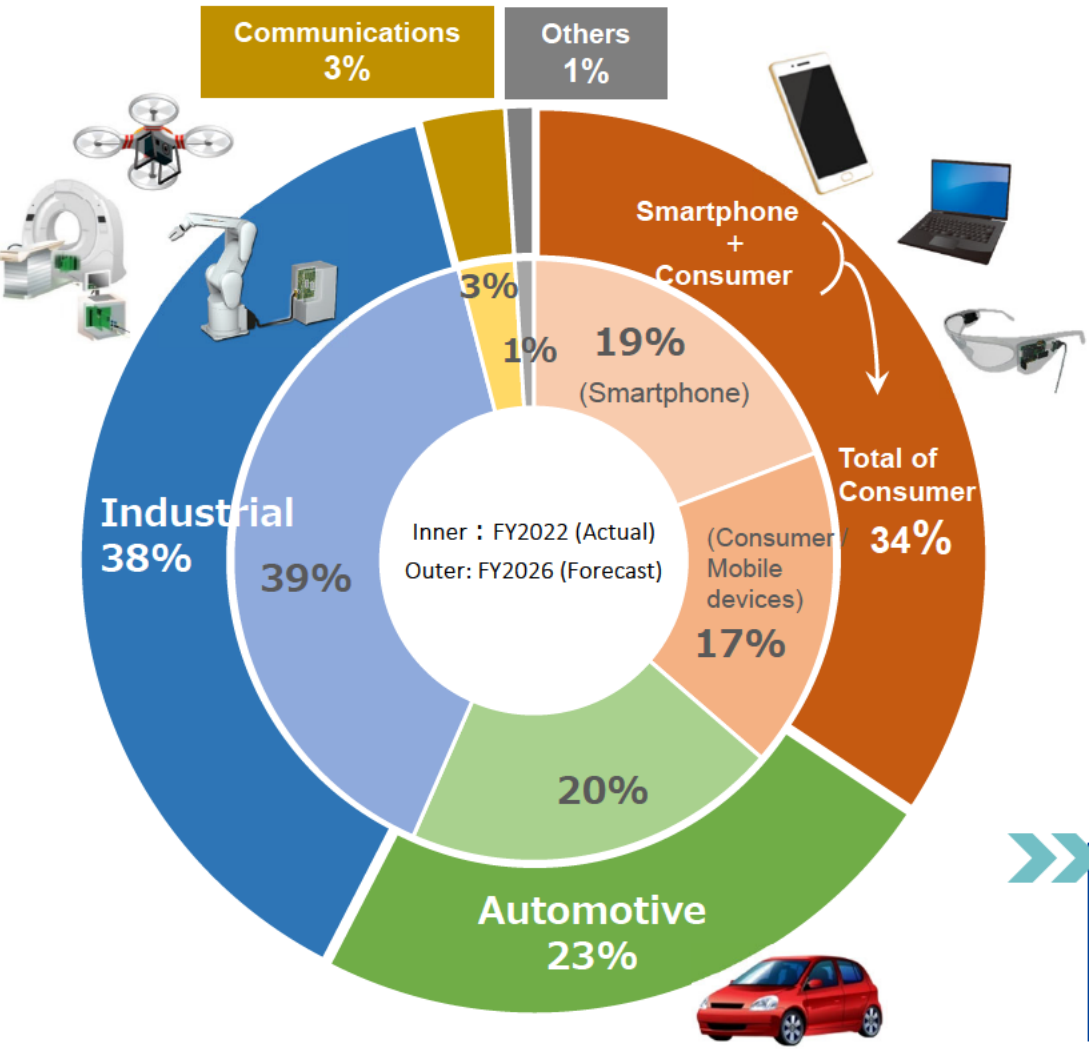 Communications
3%
Others
1%
Smartphone
+
Consumer
3%
1%
19%
(Smartphone)
Total of
Consumer
34%
Industrial
38%
39%
Inner：FY2022 (Actual)
Outer: FY2026 (Forecast)
(Consumer /
Mobile
devices)
17%
20%
Automotive
23%